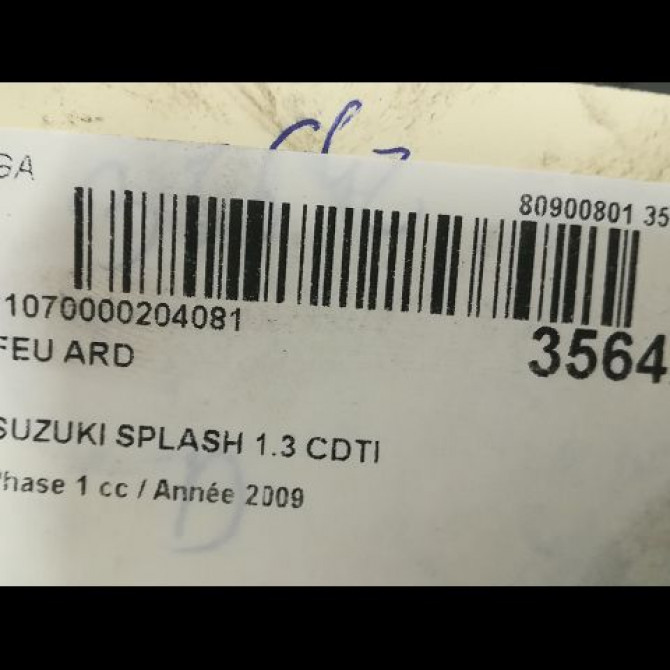 GA
80900801 35
1070000204081
3564
FEU ARD
SUZUKI SPLASH 1.3 CDTI
Phase 1 cc / Année 2009
D